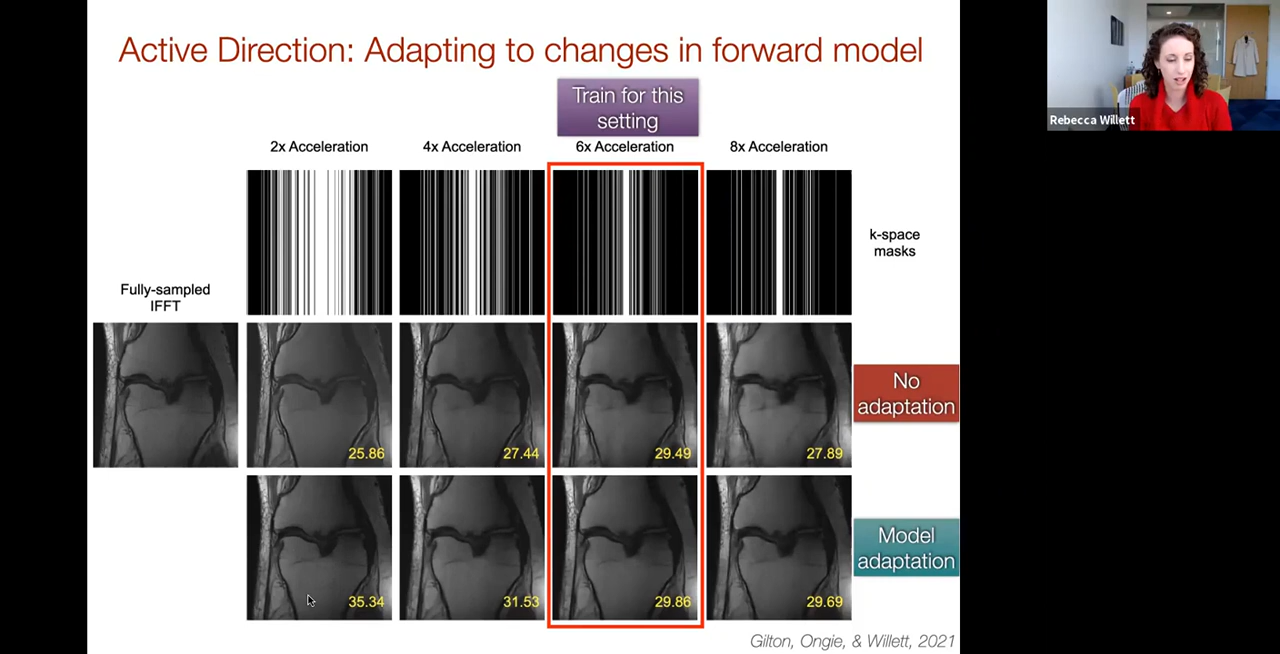 Active Direction: Adapting to changes in forward model
Rebecca Willett
Train for this
setting
2x Acceleration
4x Acceleration
6x Acceleration
8x Acceleration
k-space
masks
Fully-sampled
IFFT
25.86
27.44
29.49
27.89
No
adaptation
35.34
31.53
29.86
29.69
Model
adaptation
Gilton, Ongie, & Willett, 2021